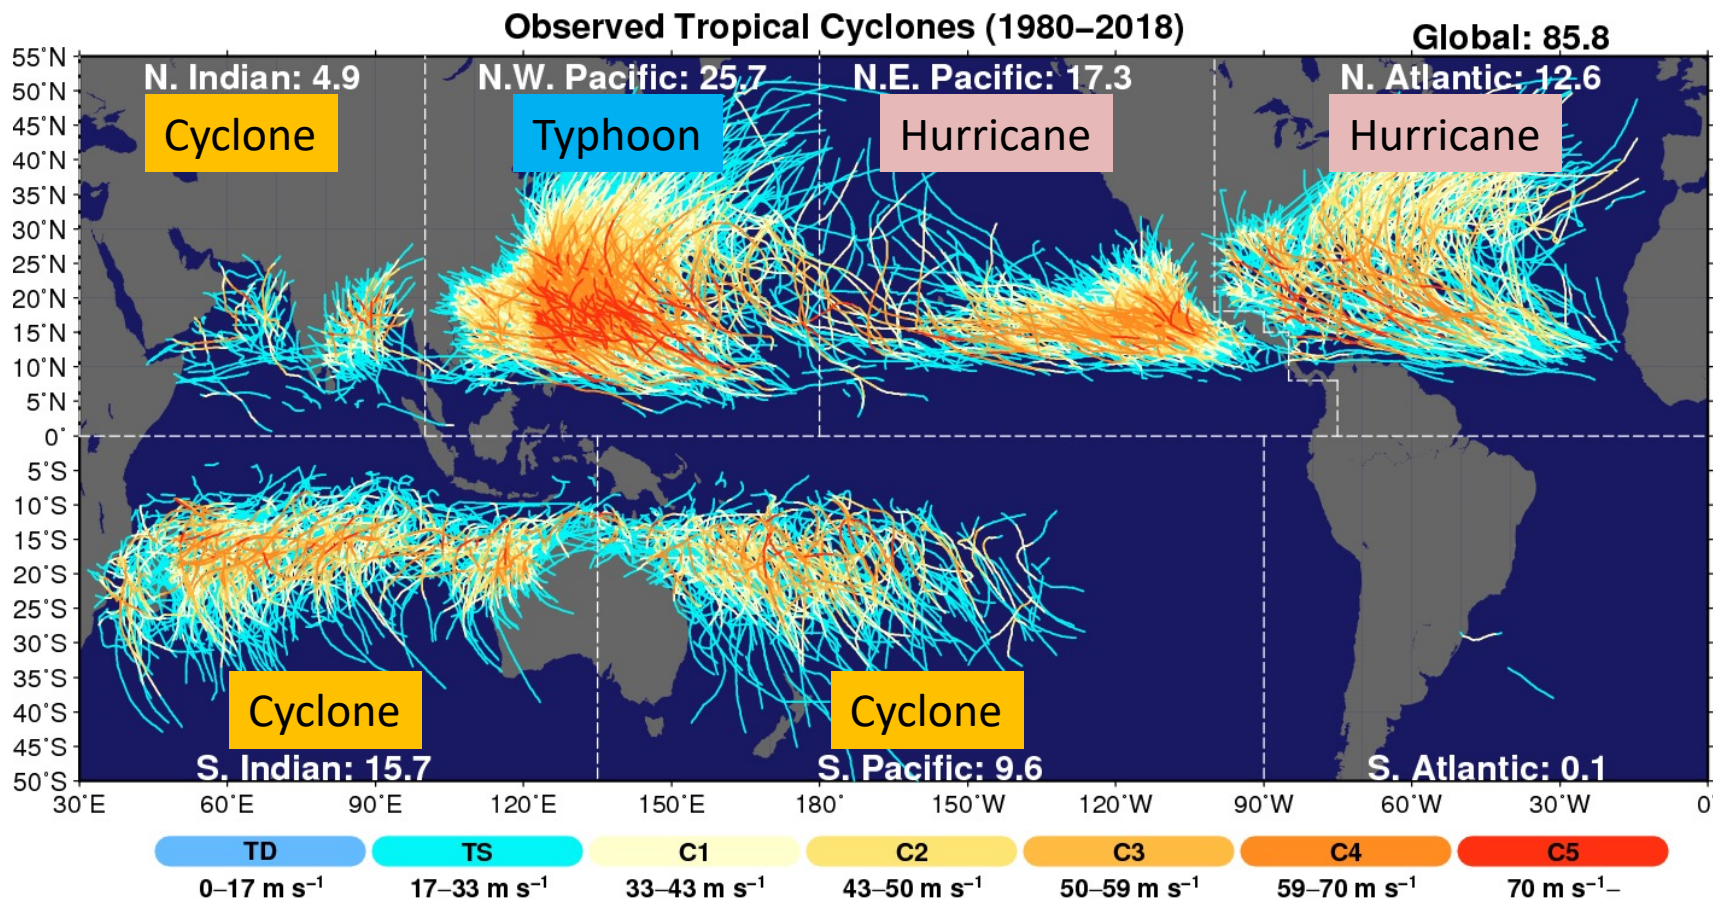 Observed Tropical Cyclones (1980–2018)
Global: 85.8
N. Indian: 4.9
N.W. Pacific: 25.7
N.E. Pacific: 17.3
N. Atlantic: 12.6
Cyclone
Typhoon
Hurricane
Hurricane
55°N
50°N
45°N
40°N
35°N
30°N
25°N
20°N
15°N
10°N
5°N
0°
5°S
10°S
15°S
20°S
25°S
30°S
35°S
40°S
45°S
50°S
Cyclone
Cyclone
S. Indian: 15.7
S. Pacific: 9.6
S. Atlantic: 0.1
30°E
60°E
90°E
120°E
150°E
180°
150°W
120°W
90°W
60°W
30°W
0°
TD
TS
C1
C2
C3
C4
C5
0–17 m s⁻¹
17–33 m s⁻¹
33–43 m s⁻¹
43–50 m s⁻¹
50–59 m s⁻¹
59–70 m s⁻¹
70 m s⁻¹–